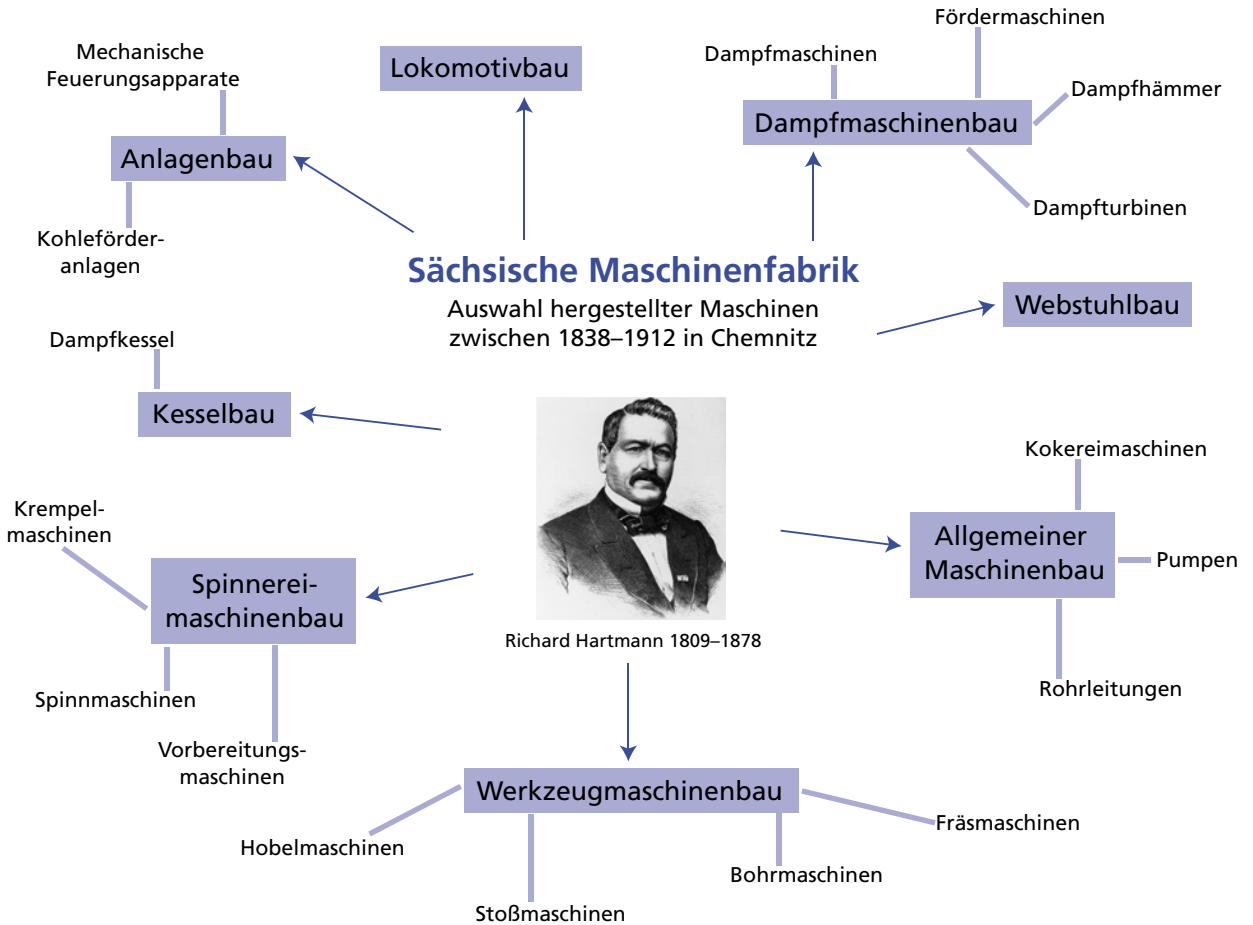 Fördermaschinen
Mechanische
Feuerungsapparate
Lokomotivbau
Dampfmaschinen
Dampfhämmer
Dampfmaschinenbau
Anlagenbau
Dampfturbinen
Kohleförder-
anlagen
Sächsische Maschinenfabrik
Auswahl hergestellter Maschinen
zwischen 1838–1912 in Chemnitz
Webstuhlbau
Dampfkessel
Kesselbau
Kokereimaschinen
Krempel-
maschinen
Allgemeiner
Maschinenbau
Pumpen
Spinnerei-
maschinenbau
Richard Hartmann 1809–1878
Rohrleitungen
Spinnmaschinen
Vorbereitungs-
maschinen
Werkzeugmaschinenbau
Fräsmaschinen
Hobelmaschinen
Bohrmaschinen
Stoßmaschinen